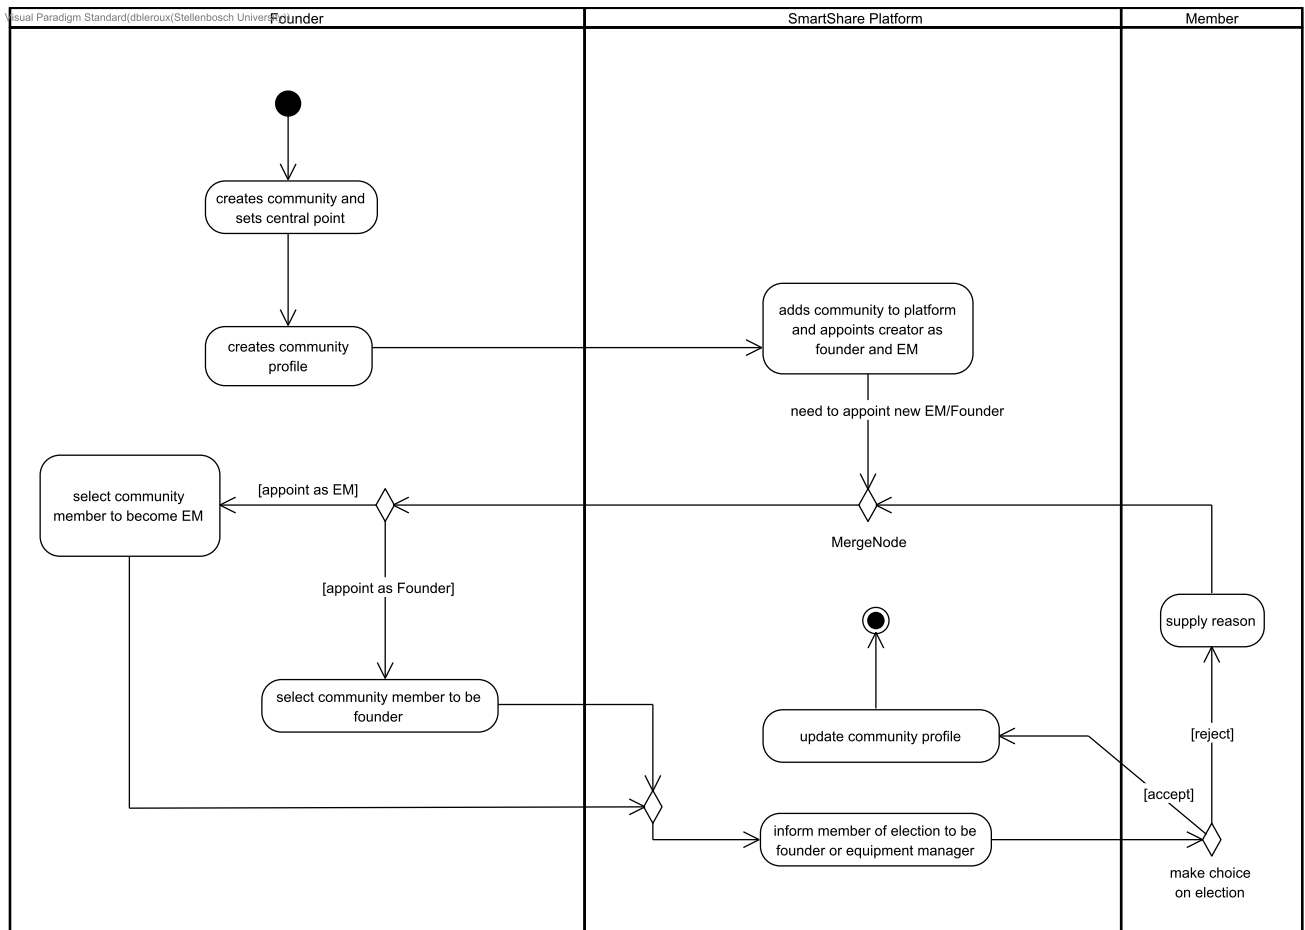 Visual Paradigm Standard(dbleroux(Stellenbosch University))
Founder
SmartShare Platform
Member
creates community and
sets central point
creates community
profile
adds community to platform
and appoints creator as
founder and EM
need to appoint new EM/Founder
select community
member to become EM
[appoint as EM]
MergeNode
[appoint as Founder]
supply reason
select community member to be
founder
update community profile
[reject]
[accept]
inform member of election to be
founder or equipment manager
make choice
on election